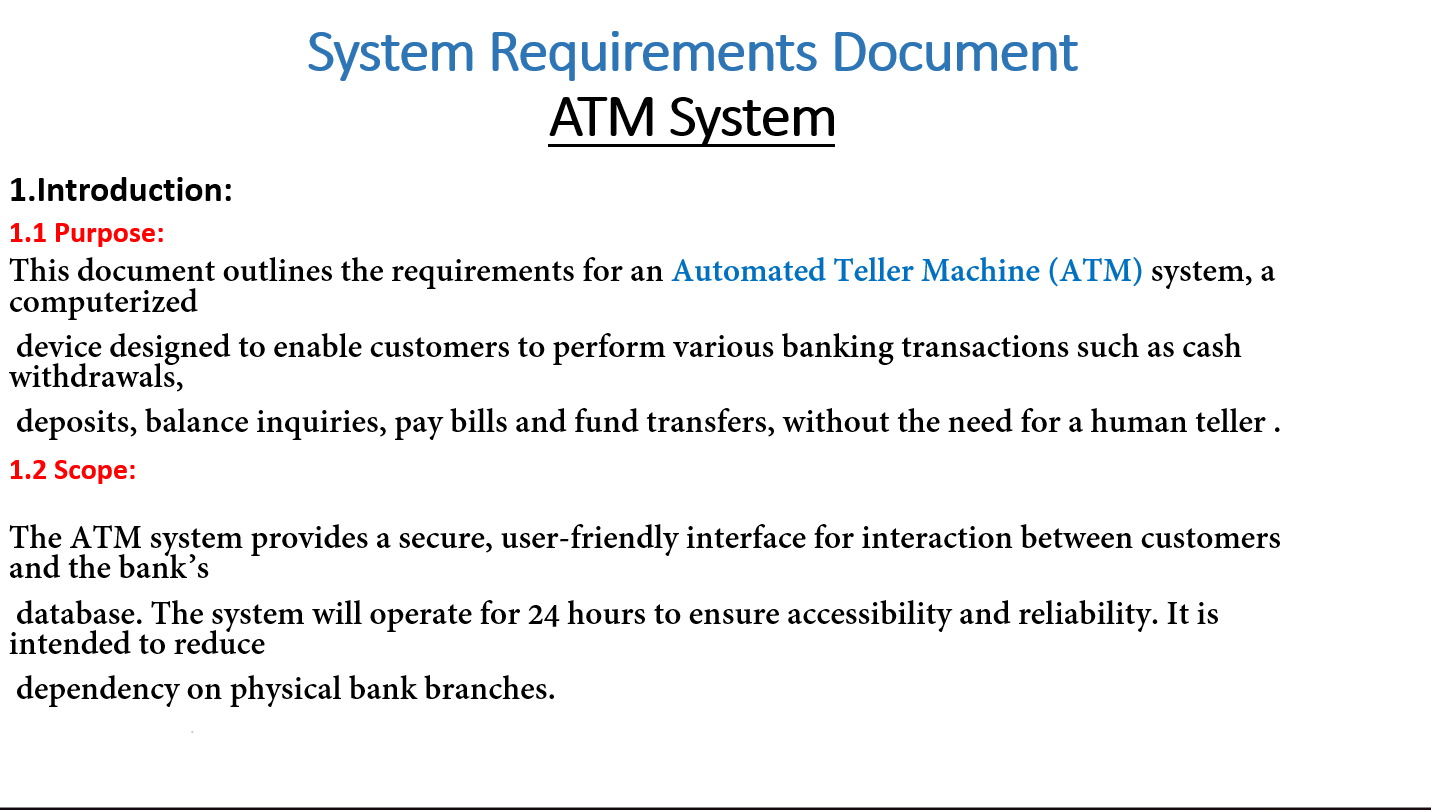 System Requirements Document
ATM System
1.Introduction:
1.1 Purpose:
This document outlines the requirements for an Automated Teller Machine (ATM) system, a
computerized
device designed to enable customers to perform various banking transactions such as cash
withdrawals,
deposits, balance inquiries, pay bills and fund transfers, without the need for a human teller .
1.2 Scope:
The ATM system provides a secure, user-friendly interface for interaction between customers
and the bank’s
database. The system will operate for 24 hours to ensure accessibility and reliability. It is
intended to reduce
dependency on physical bank branches.